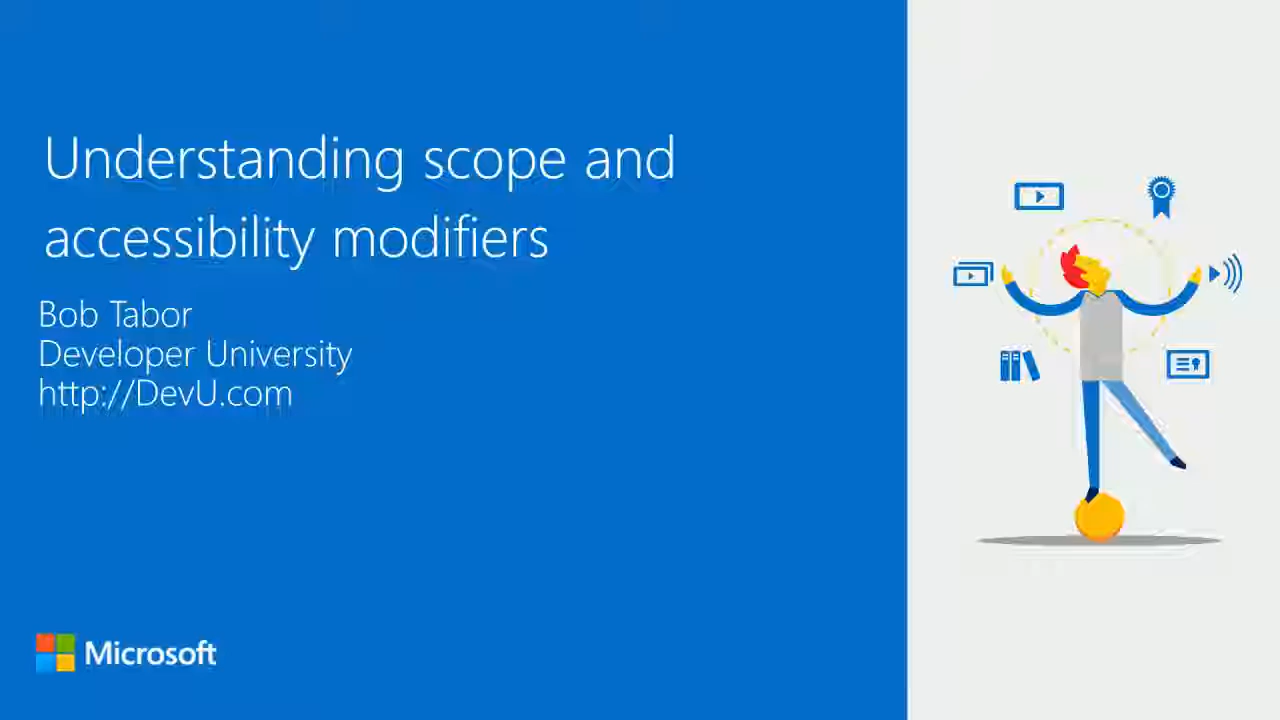 Understanding scope and
accessibility modifiers
Bob Tabor
Developer University
http://DevU.com
Microsoft